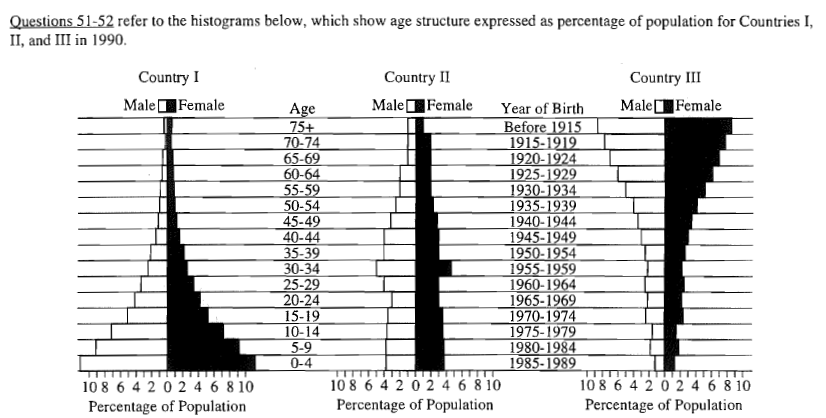 Questions 51-52 refer to the histograms below, which show age structure expressed as percentage of population for Countries I,
II, and III in 1990.
Country I Country II Country III
Male Female Age Male Female Year of Birth Male Female
75+ Before 1915
70-74 1915-1919
65-69 1920-1924
60-64 1925-1929
55-59 1930-1934
50-54 1935-1939
45-49 1940-1944
40-44 1945-1949
35-39 1950-1954
30-34 1955-1959
25-29 1960-1964
20-24 1965-1969
15-19 1970-1974
10-14 1975-1979
5-9 1980-1984
0-4 1985-1989
10 8 6 4 2 0 2 4 6 8 10 10 8 6 4 2 0 2 4 6 8 10 10 8 6 4 2 0 2 4 6 8 10
Percentage of Population Percentage of Population Percentage of Population